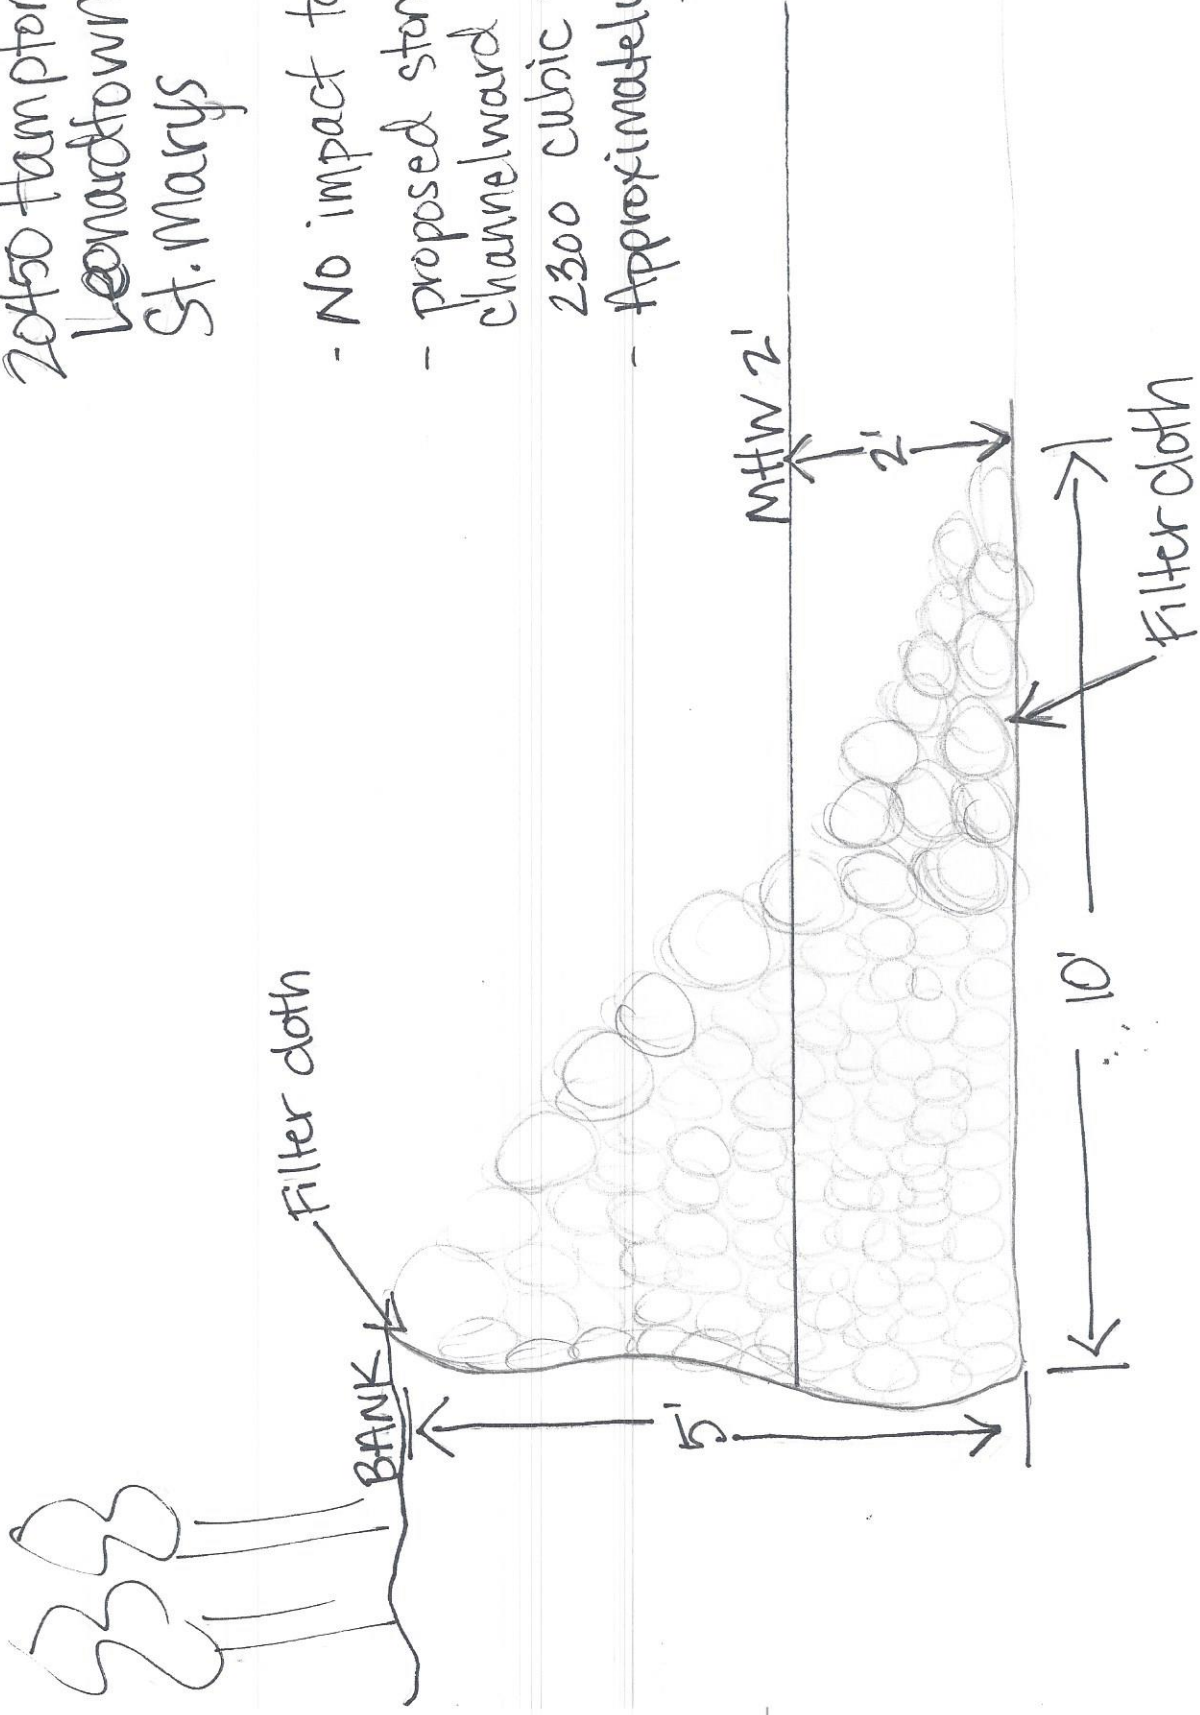 20450 Hampton
Leonardtown
St. Marys
- No impact to
- proposed ston
channelward
2300 cubic
- Approximately
Filter cloth
BANK
MHW 2'
5'
2'
10'
Filter cloth